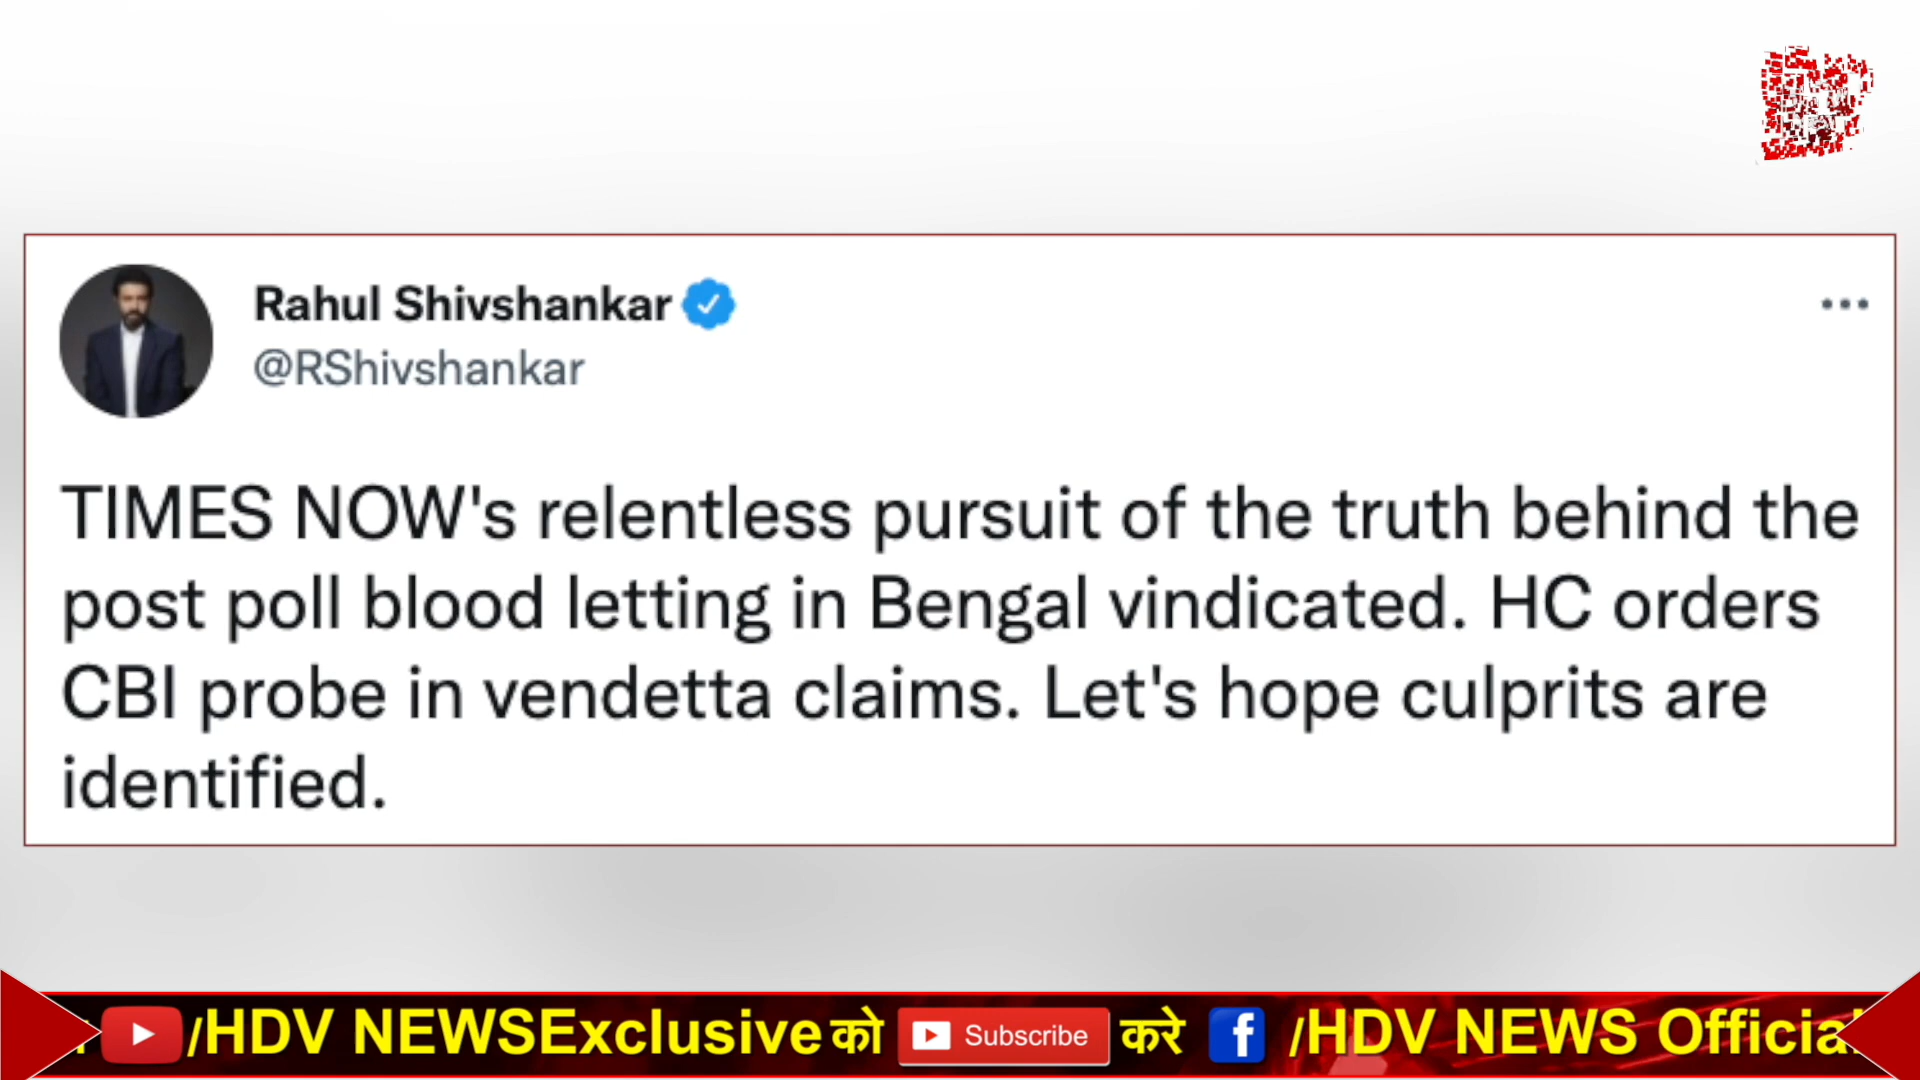 Rahul Shivshankar
@RShivshankar
TIMES NOW's relentless pursuit of the truth behind the
post poll blood letting in Bengal vindicated. HC orders
CBI probe in vendetta claims. Let's hope culprits are
identified.
/HDV NEWSExclusive को Subscribe करे f /HDV NEWS Official